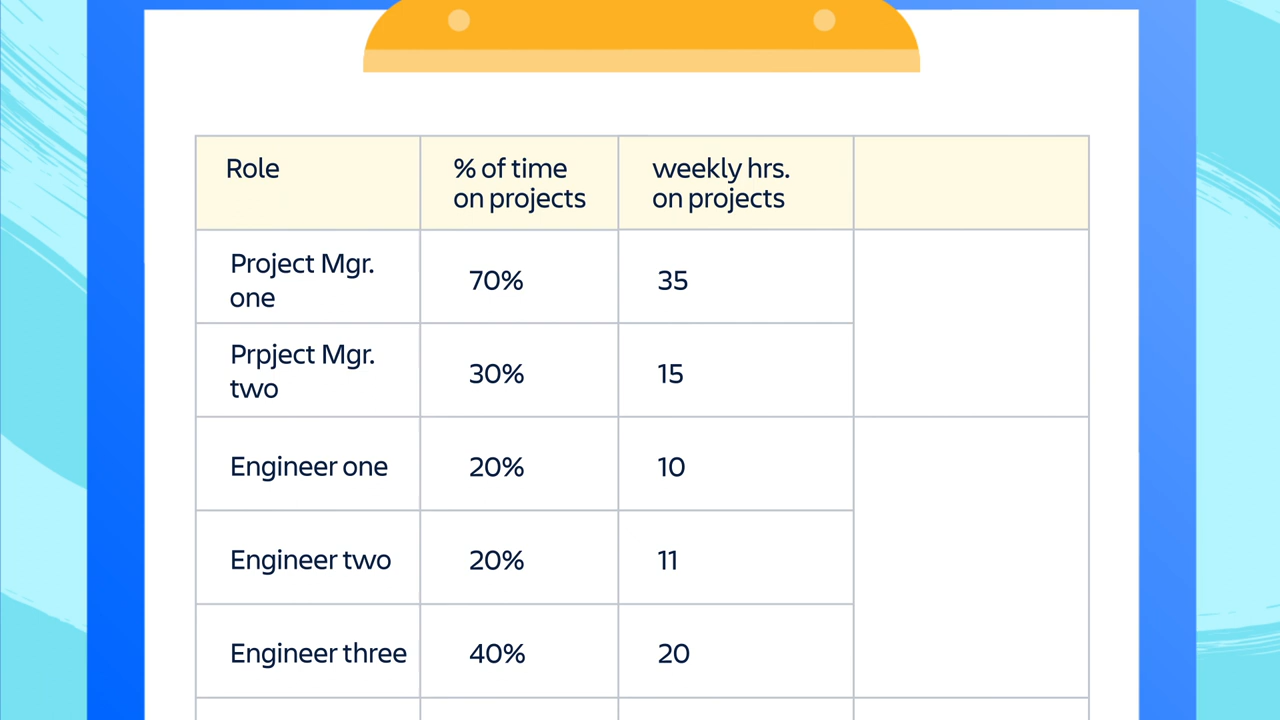 Role
% of time
on projects
weekly hrs.
on projects
Project Mgr.
one
70%
35
Prpject Mgr.
two
30%
15
Engineer one
20%
10
Engineer two
20%
11
Engineer three
40%
20